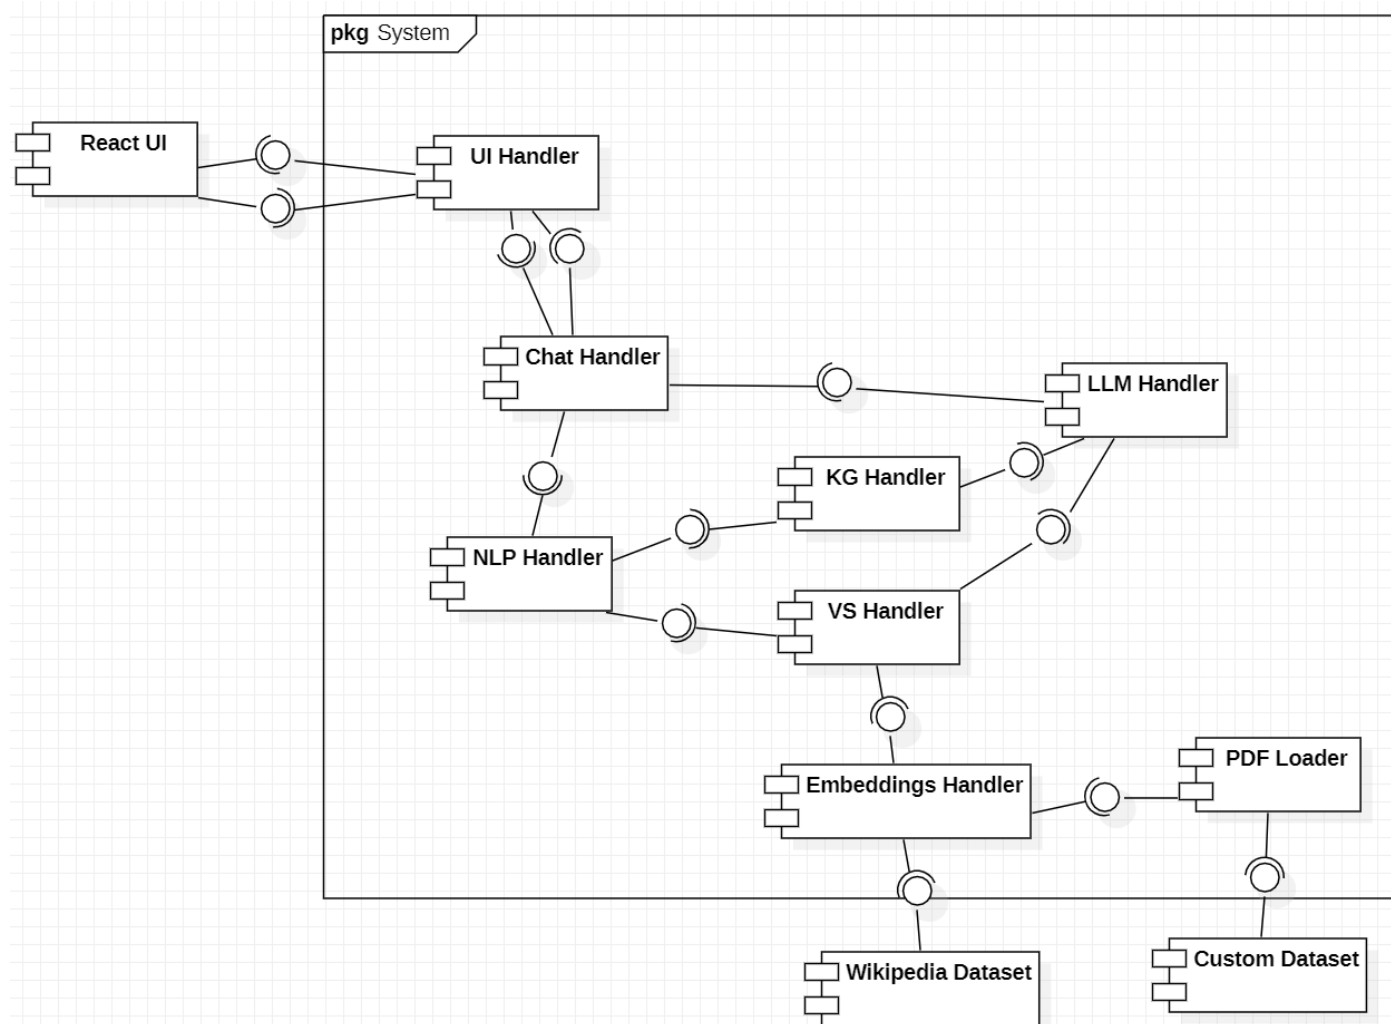 pkg System
React UI
UI Handler
Chat Handler
LLM Handler
KG Handler
NLP Handler
VS Handler
PDF Loader
Embeddings Handler
Custom Dataset
Wikipedia Dataset